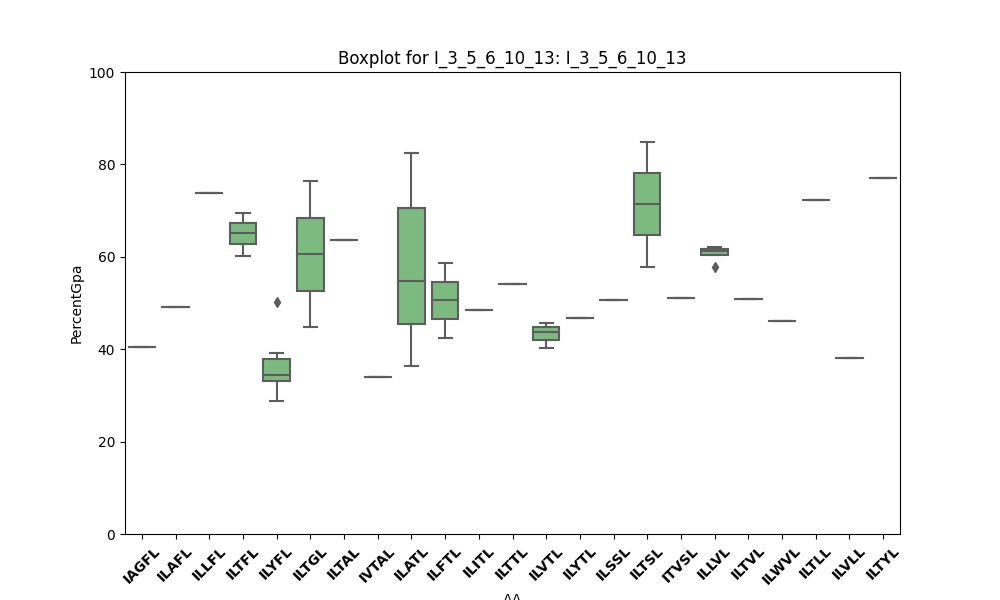 Boxplot for I_3_5_6_10_13: I_3_5_6_10_13
100
80
60
40
20
0
PercentGpa
IAGFL
ILAFL
ILLFL
ILTFL
ILYFL
ILTGL
ILTAL
IVTAL
ILATL
ILFTL
ILITL
ILTTL
ILVTL
ILYTL
ILSSL
ILTSL
ITVSL
ILLVL
ILTVL
ILWVL
ILTLL
ILVLL
ILTYL
AA